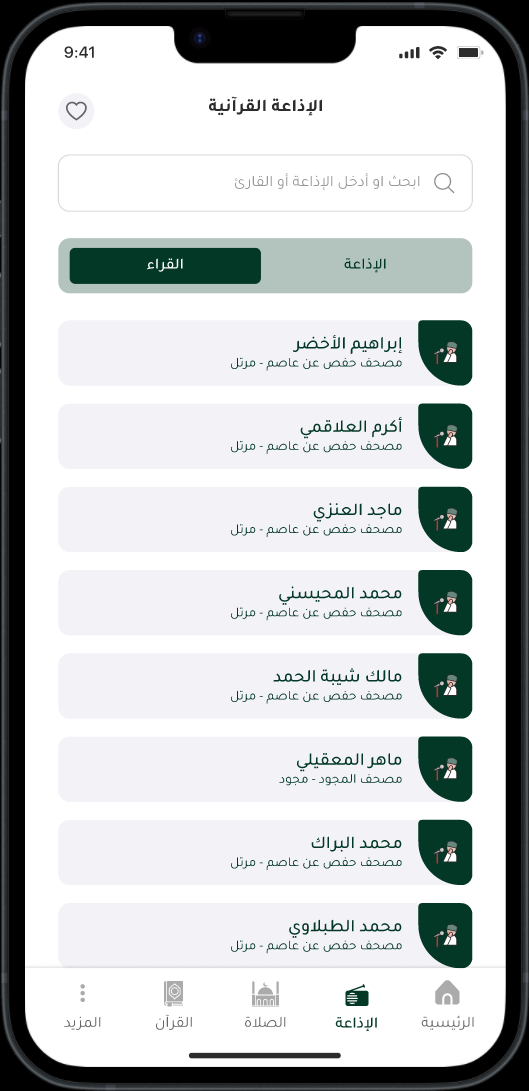 9:41
الإذاعة القرآنية
ابحث او أدخل الإذاعة أو القارئ
الإذاعة
القراء
إبراهيم الأخضر
مصحف حفص عن عاصم - مرتل
أكرم العلاقمي
مصحف حفص عن عاصم - مرتل
ماجد العنزي
مصحف حفص عن عاصم - مرتل
محمد المحيسني
مصحف حفص عن عاصم - مرتل
مالك شيبة الحمد
مصحف حفص عن عاصم - مرتل
ماهر المعقيلي
مصحف المجود - مجود
محمد البراك
مصحف حفص عن عاصم - مرتل
محمد الطبلاوي
مصحف حفص عن عاصم - مرتل
الرئيسية
الإذاعة
الصلاة
القرآن
المزيد